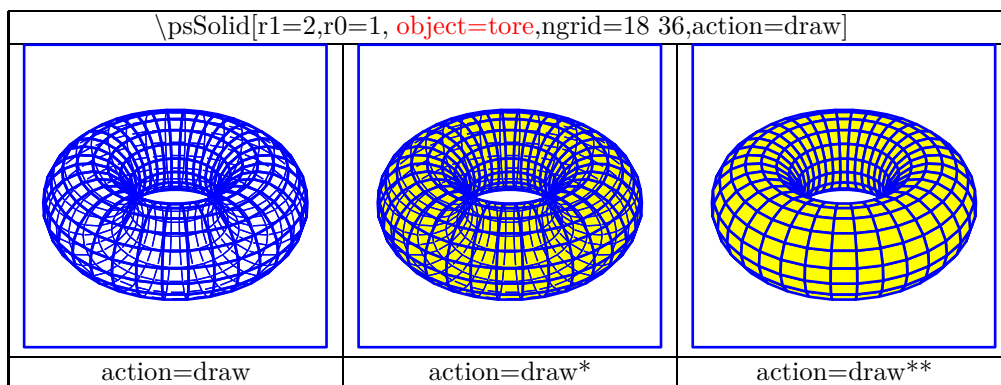 \psSolid[r1=2,r0=1, object=tore,ngrid=18 36,action=draw]
action=draw
action=draw*
action=draw**